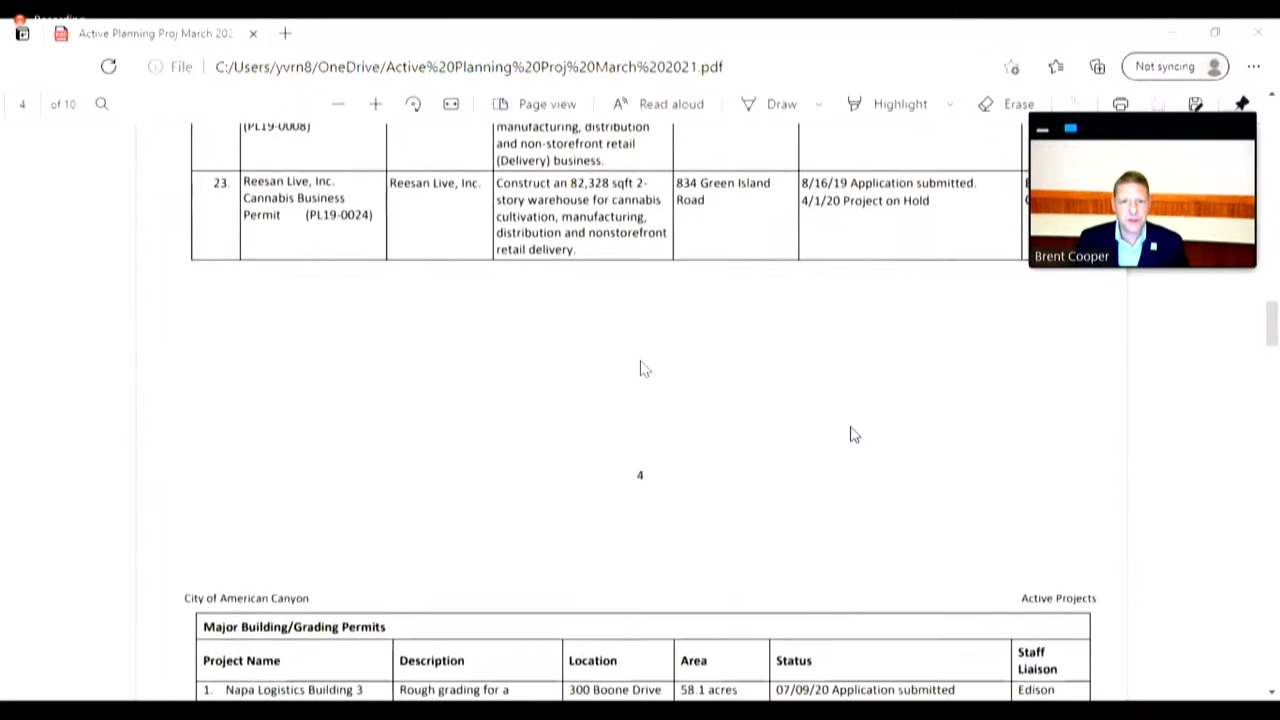 Recording
Active Planning Proj March 202
File C:/Users/yvrn8/OneDrive/Active%20Planning%20Proj%20March%202021.pdf Not syncing
4 of 10 Page view Read aloud Draw Highlight Erase
(PL19-0008)
manufacturing, distribution
and non-storefront retail
(Delivery) business.
23. Reesan Live, Inc. Reesan Live, Inc. Construct an 82,328 sqft 2- 834 Green Island 8/16/19 Application submitted.
Cannabis Business story warehouse for cannabis Road 4/1/20 Project on Hold
Permit (PL19-0024) cultivation, manufacturing,
distribution and nonstorefront
retail delivery.
Brent Cooper
4
City of American Canyon Active Projects
Major Building/Grading Permits
Project Name Description Location Area Status Staff Liaison
1. Napa Logistics Building 3 Rough grading for a 300 Boone Drive 58.1 acres 07/09/20 Application submitted Edison